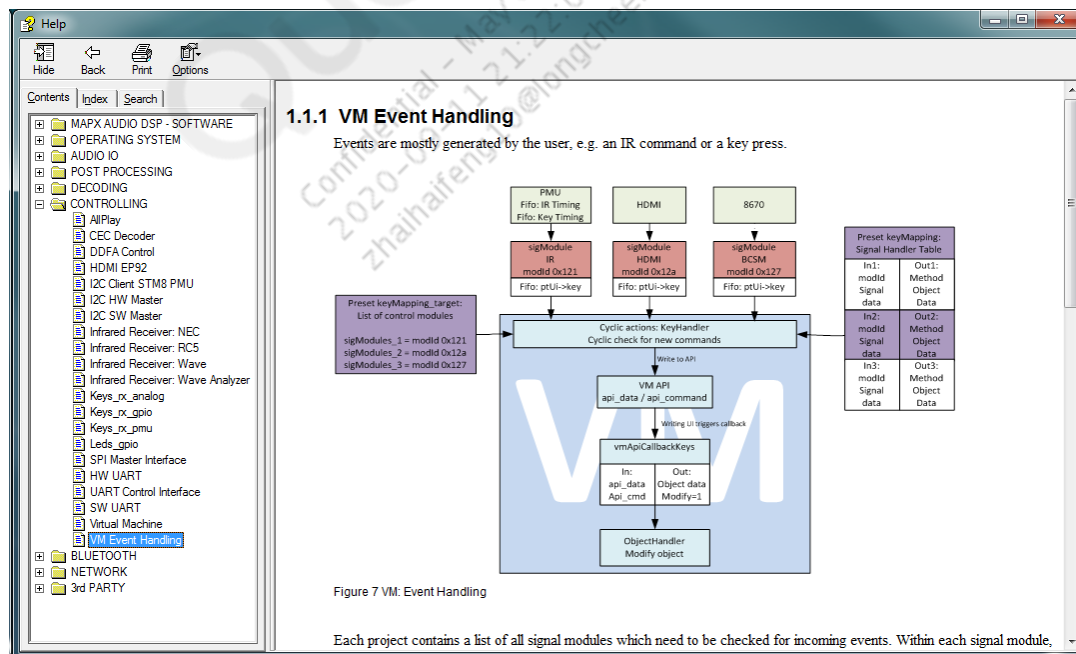 Help
Hide
Back
Print
Options
Contents
Index
Search
MAPX AUDIO DSP - SOFTWARE
OPERATING SYSTEM
AUDIO IO
POST PROCESSING
DECODING
CONTROLLING
AllPlay
CEC Decoder
DDFA Control
HDMI EP92
I2C Client STM8 PMU
I2C HW Master
I2C SW Master
Infrared Receiver: NEC
Infrared Receiver: RC5
Infrared Receiver: Wave
Infrared Receiver: Wave Analyzer
Keys_rx_analog
Keys_rx_gpio
Keys_rx_pmu
Leds_gpio
SPI Master Interface
HW UART
UART Control Interface
SW UART
Virtual Machine
VM Event Handling
BLUETOOTH
NETWORK
3rd PARTY
1.1.1 VM Event Handling
Events are mostly generated by the user, e.g. an IR command or a key press.
PMU
Fifo: IR Timing
Fifo: Key Timing
HDMI
8670
sigModule
IR
modId 0x121
Fifo: ptUi->key
sigModule
HDMI
modId 0x12a
Fifo: ptUi->key
sigModule
BCSM
modId 0x127
Fifo: ptUi->key
Preset keyMapping_target:
List of control modules
sigModules_1 = modId 0x121
sigModules_2 = modId 0x12a
sigModules_3 = modId 0x127
Cyclic actions: KeyHandler
Cyclic check for new commands
Write to API
VM API
api_data / api_command
Writing UI triggers callback
vmApiCallbackKeys
In:
api_data
Api_cmd
Out:
Object data
Modify=1
ObjectHandler
Modify object
VM
Preset keyMapping:
Signal Handler Table
In1:
modId
Signal
data
Out1:
Method
Object
Data
In2:
modId
Signal
data
Out2:
Method
Object
Data
In3:
modId
Signal
data
Out3:
Method
Object
Data
Figure 7 VM: Event Handling
Each project contains a list of all signal modules which need to be checked for incoming events. Within each signal module,